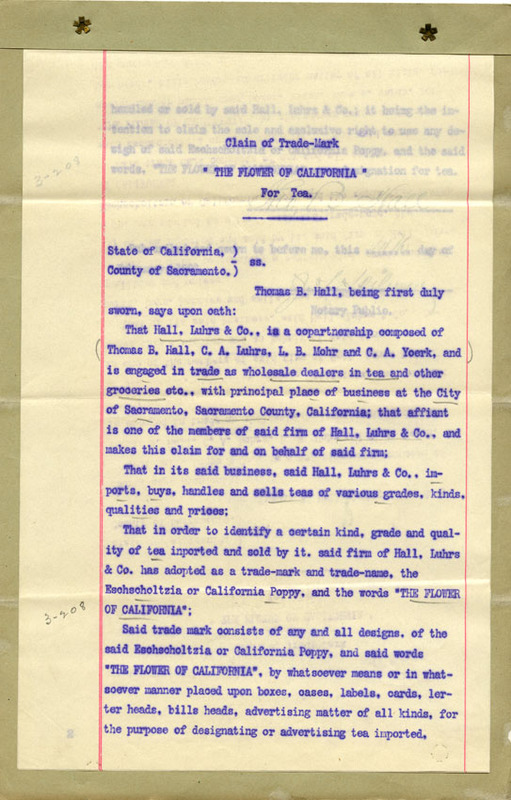 Claim of Trade-Mark
" THE FLOWER OF CALIFORNIA "
For Tea.
3-208
State of California, )
) ss.
County of Sacramento. )
Thomas B. Hall, being first duly
sworn, says upon oath:
That Hall, Luhrs & Co., is a copartnership composed of
Thomas B. Hall, C. A. Luhrs, L. B. Mohr and C. A. Yoerk, and
is engaged in trade as wholesale dealers in tea and other
groceries etc., with principal place of business at the City
of Sacramento, Sacramento County, California; that affiant
is one of the members of said firm of Hall, Luhrs & Co., and
makes this claim for and on behalf of said firm;
That in its said business, said Hall, Luhrs & Co., im-
ports, buys, handles and sells teas of various grades, kinds,
qualities and prices;
That in order to identify a certain kind, grade and qual-
ity of tea inported and sold by it, said firm of Hall, Luhrs
& Co. has adopted as a trade-mark and trade-name, the
Eschscholtzia or California Poppy, and the words "THE FLOWER
OF CALIFORNIA";
3-208
Said trade mark consists of any and all designs, of the
said Eschscholtzia or California Poppy, and said words
"THE FLOWER OF CALIFORNIA", by whatsoever means or in what-
soever manner placed upon boxes, cases, labels, cards, ler-
ter heads, bills heads, advertising matter of all kinds, for
the purpose of designating or advertising tea imported,
2